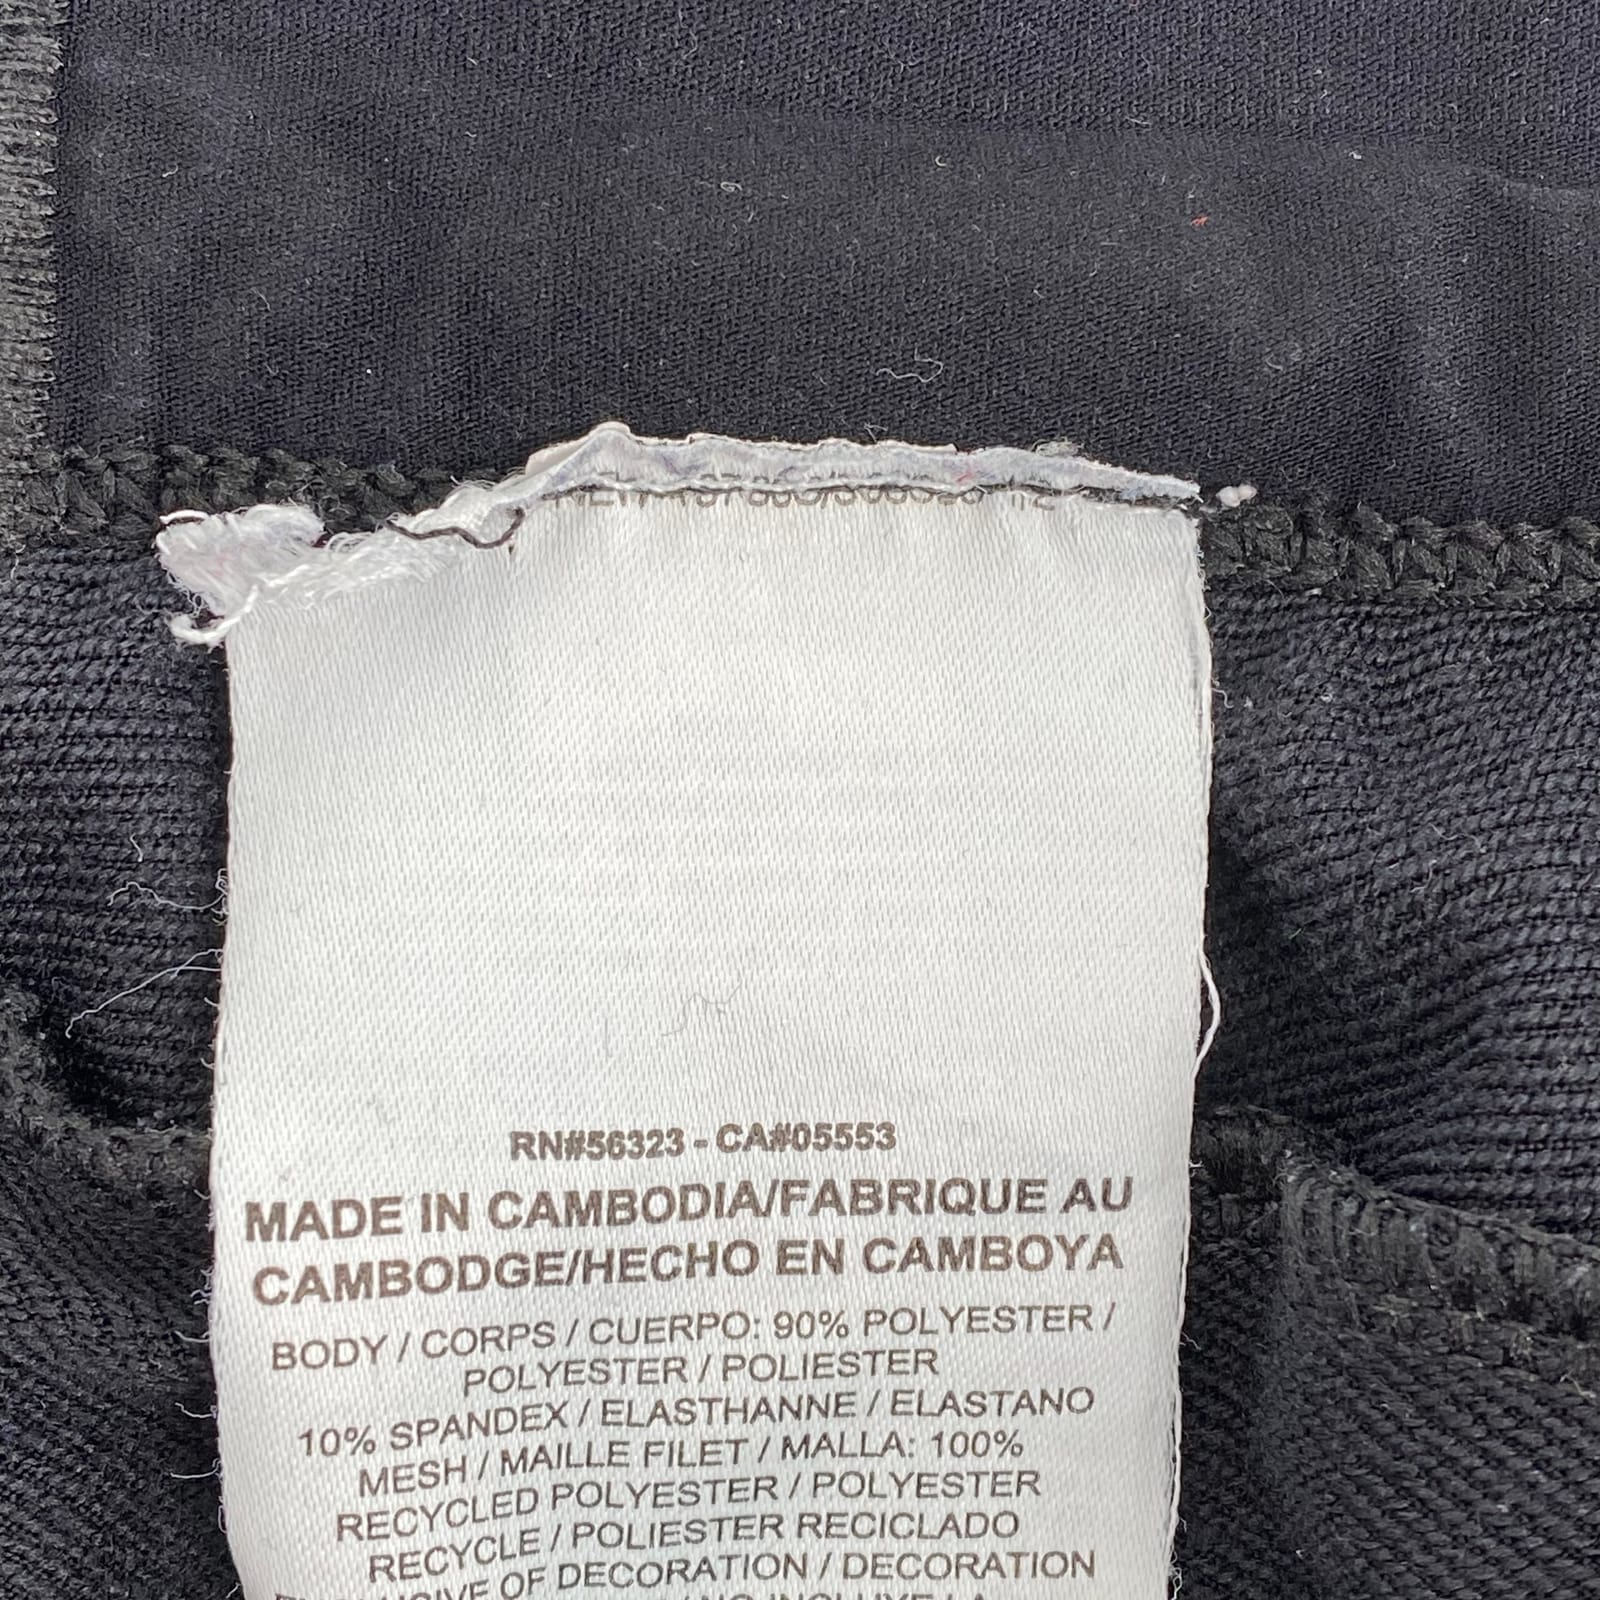 RN#56323 - CA#05553
MADE IN CAMBODIA/FABRIQUE AU
CAMBODGE/HECHO EN CAMBOYA
BODY / CORPS / CUERPO: 90% POLYESTER /
POLYESTER / POLIESTER
10% SPANDEX / ELASTHANNE / ELASTANO
MESH / MAILLE FILET / MALLA: 100%
RECYCLED POLYESTER / POLYESTER
RECYCLE / POLIESTER RECICLADO
OF DECORATION / DECORATION